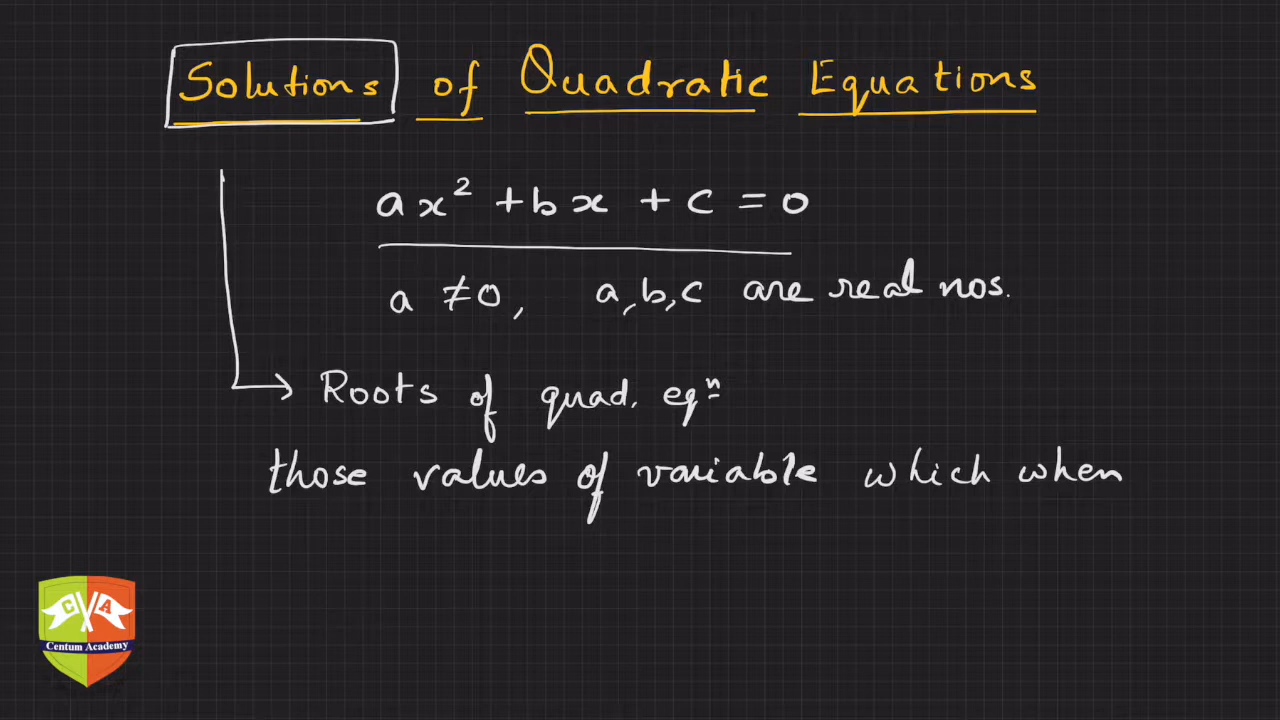 Solutions of Quadratic Equations
ax² + bx + c = 0
a ≠ 0, a, b, c are real nos.
Roots of quad. eqⁿ
those values of variable which when
C A
Centum Academy